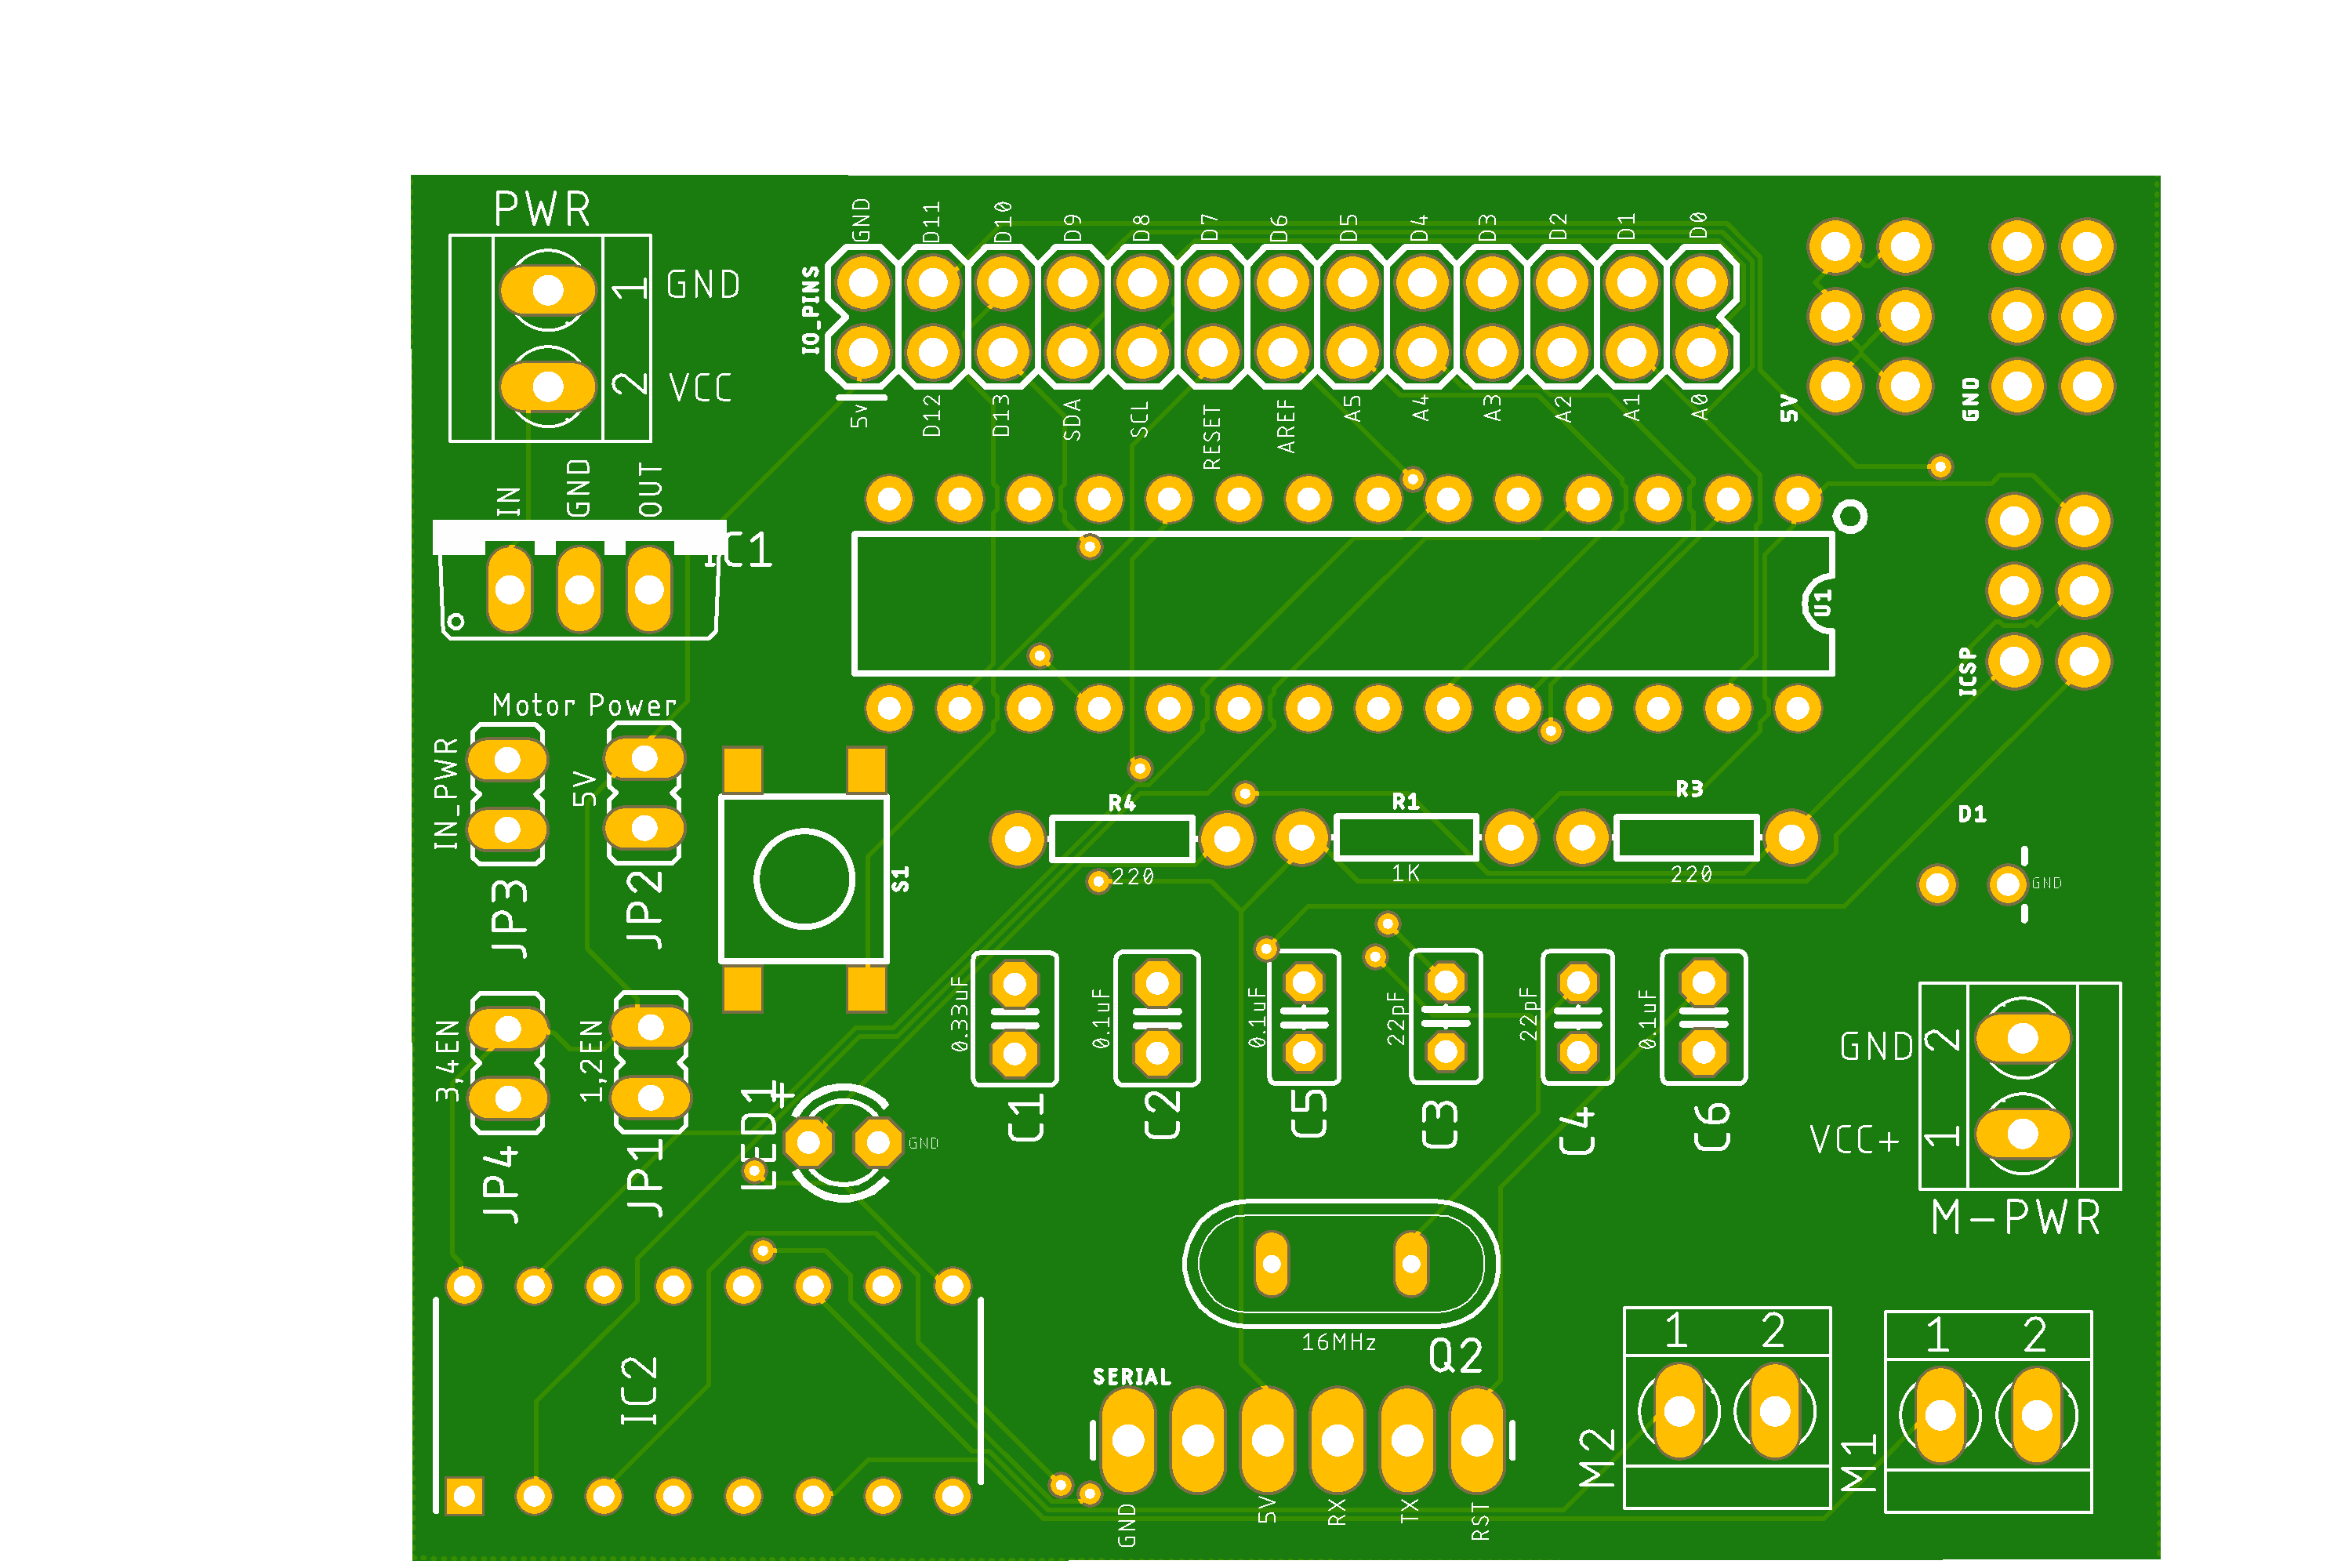 PWR
1 GND
2 VCC
IO_PINS
GND D11 D10 D9 D8 D7 D6 D5 D4 D3 D2 D1 D0
5v D12 D13 SDA SCL RESET AREF A5 A4 A3 A2 A1 A0
5V
GND
IN GND OUT
IC1
U1
ICSP
Motor Power
IN_PWR
5V
JP3
JP2
S1
R4
220
R1
1K
R3
220
D1
GND
3,4EN
1,2EN
JP4
JP1
LED1
+
GND
0.33uF
C1
0.1uF
C2
0.1uF
C5
22pF
C3
22pF
C4
0.1uF
C6
GND 2
VCC+ 1
M-PWR
16MHz
Q2
IC2
SERIAL
GND 5V RX TX RST
1 2
M2
1 2
M1